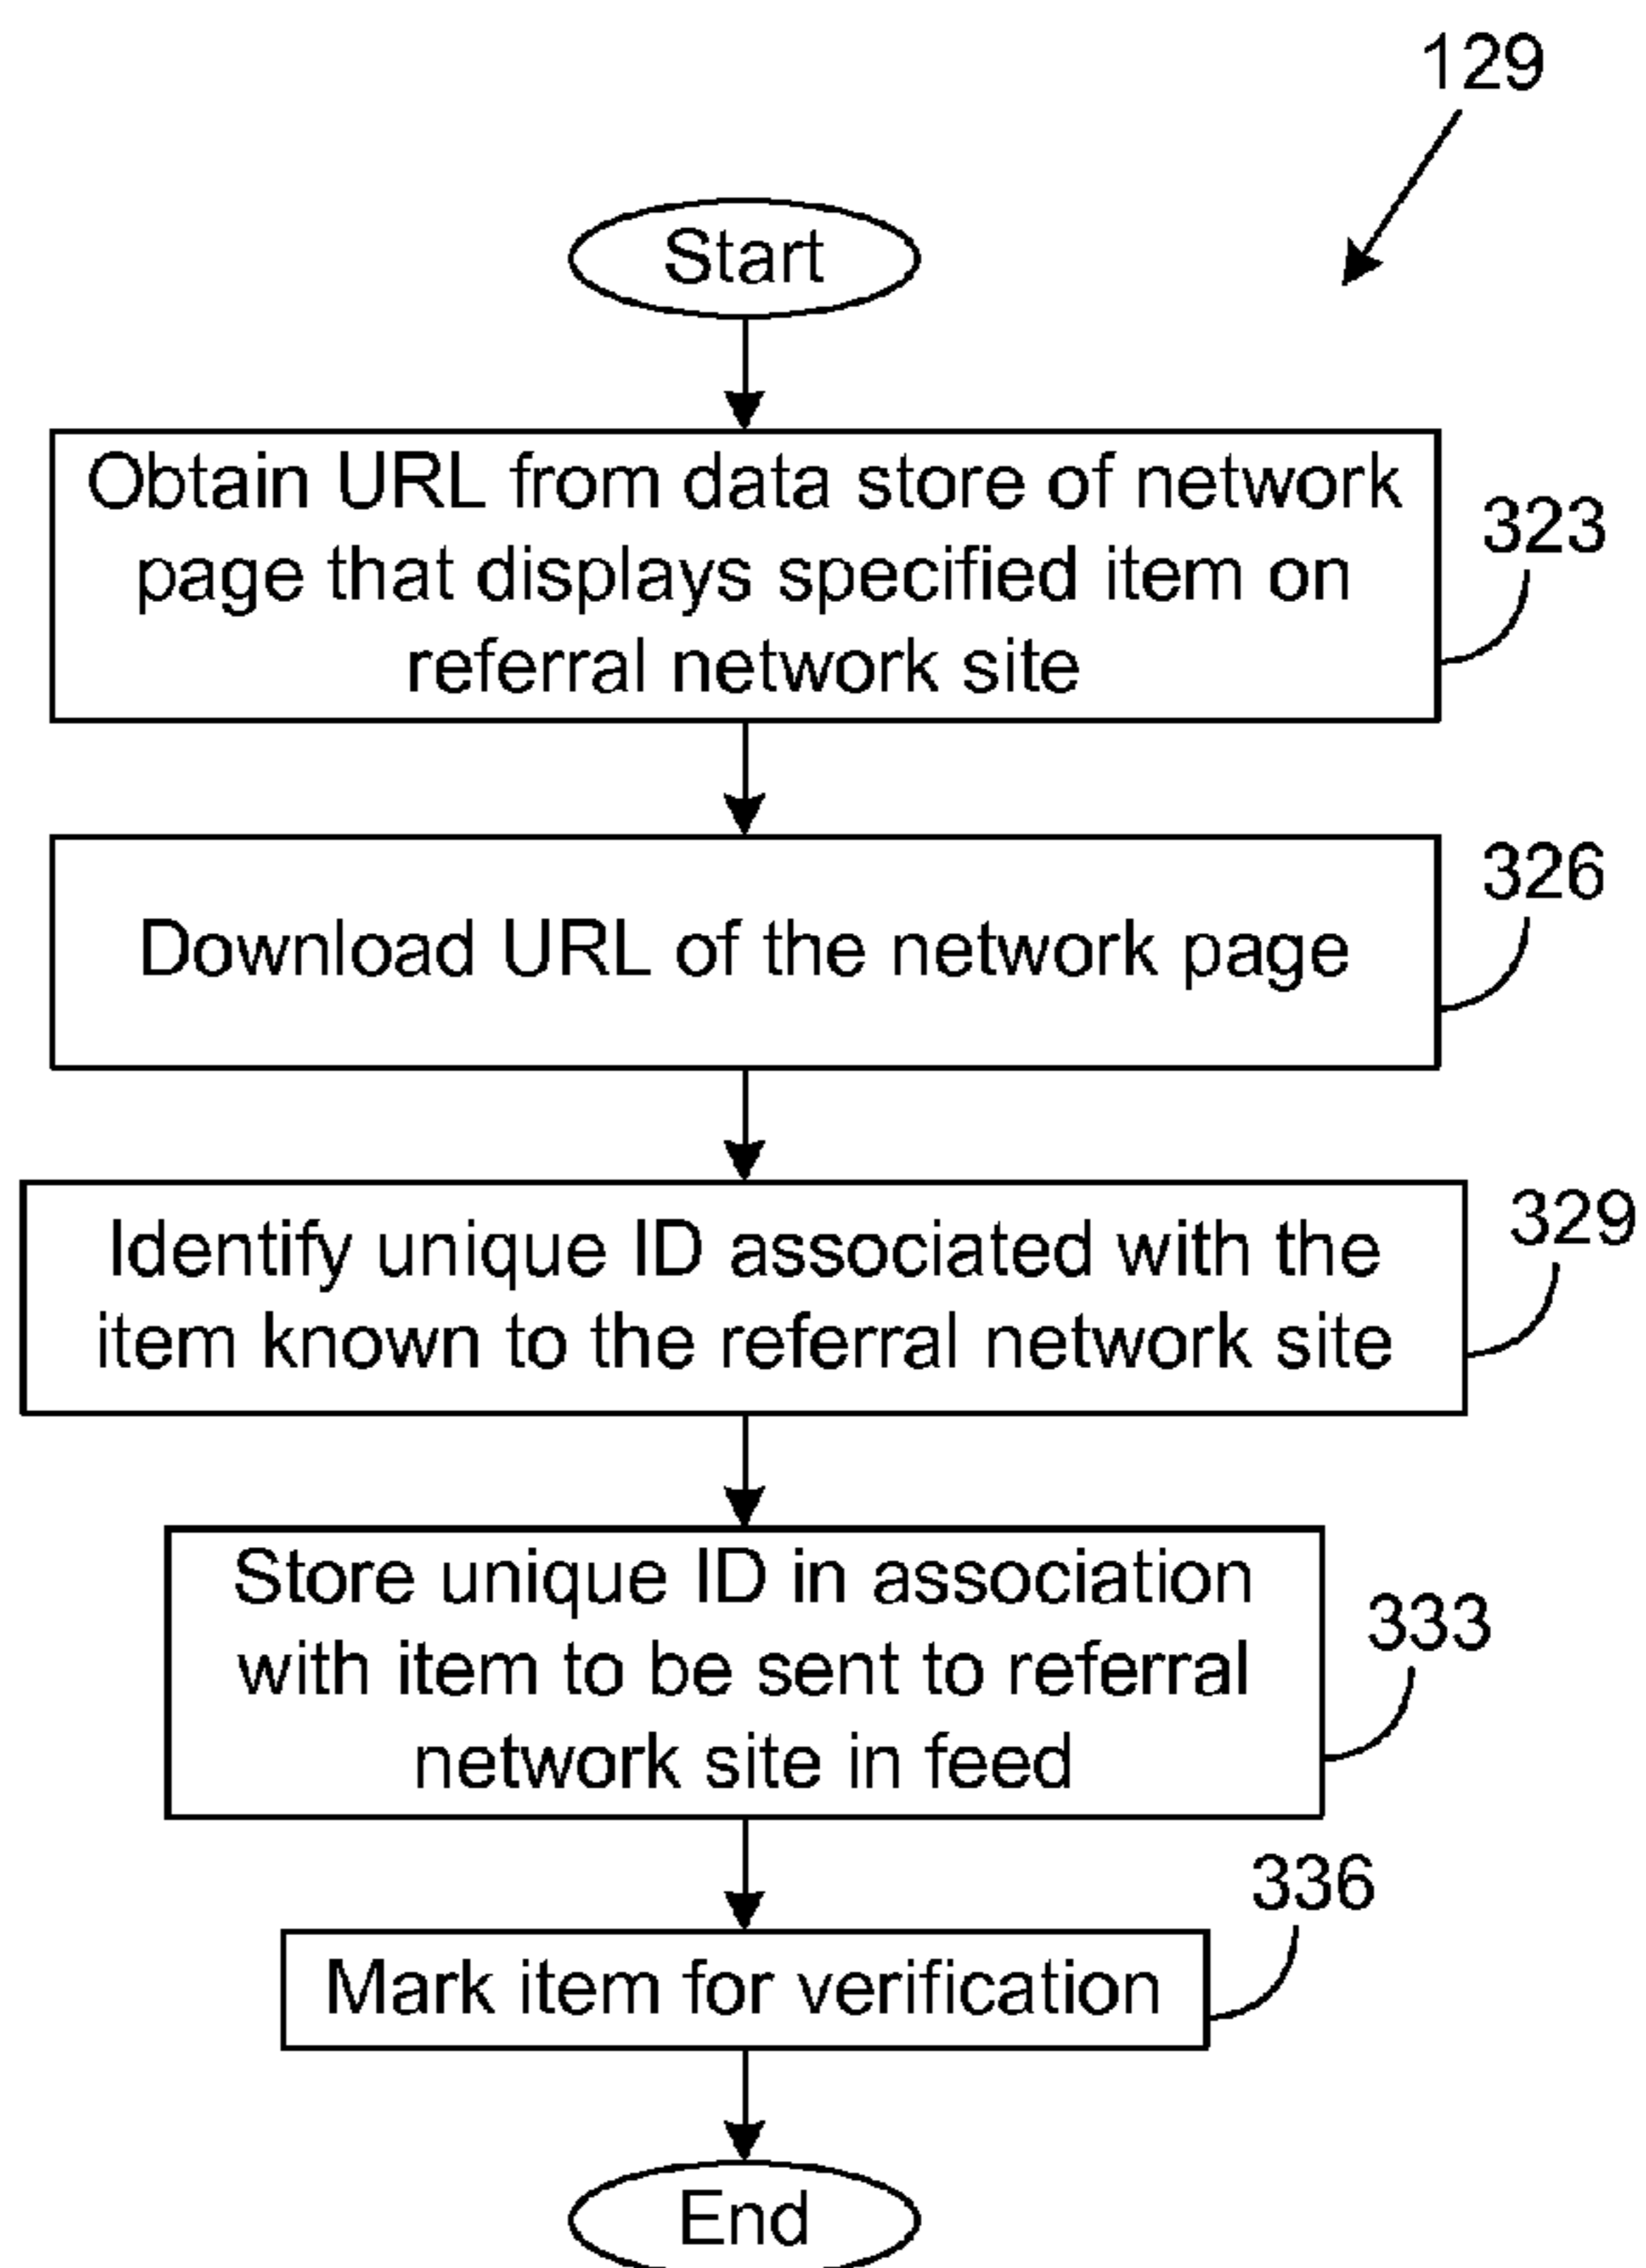 129
Start
Obtain URL from data store of network
page that displays specified item on
referral network site
323
Download URL of the network page
326
Identify unique ID associated with the
item known to the referral network site
329
Store unique ID in association
with item to be sent to referral
network site in feed
333
Mark item for verification
336
End